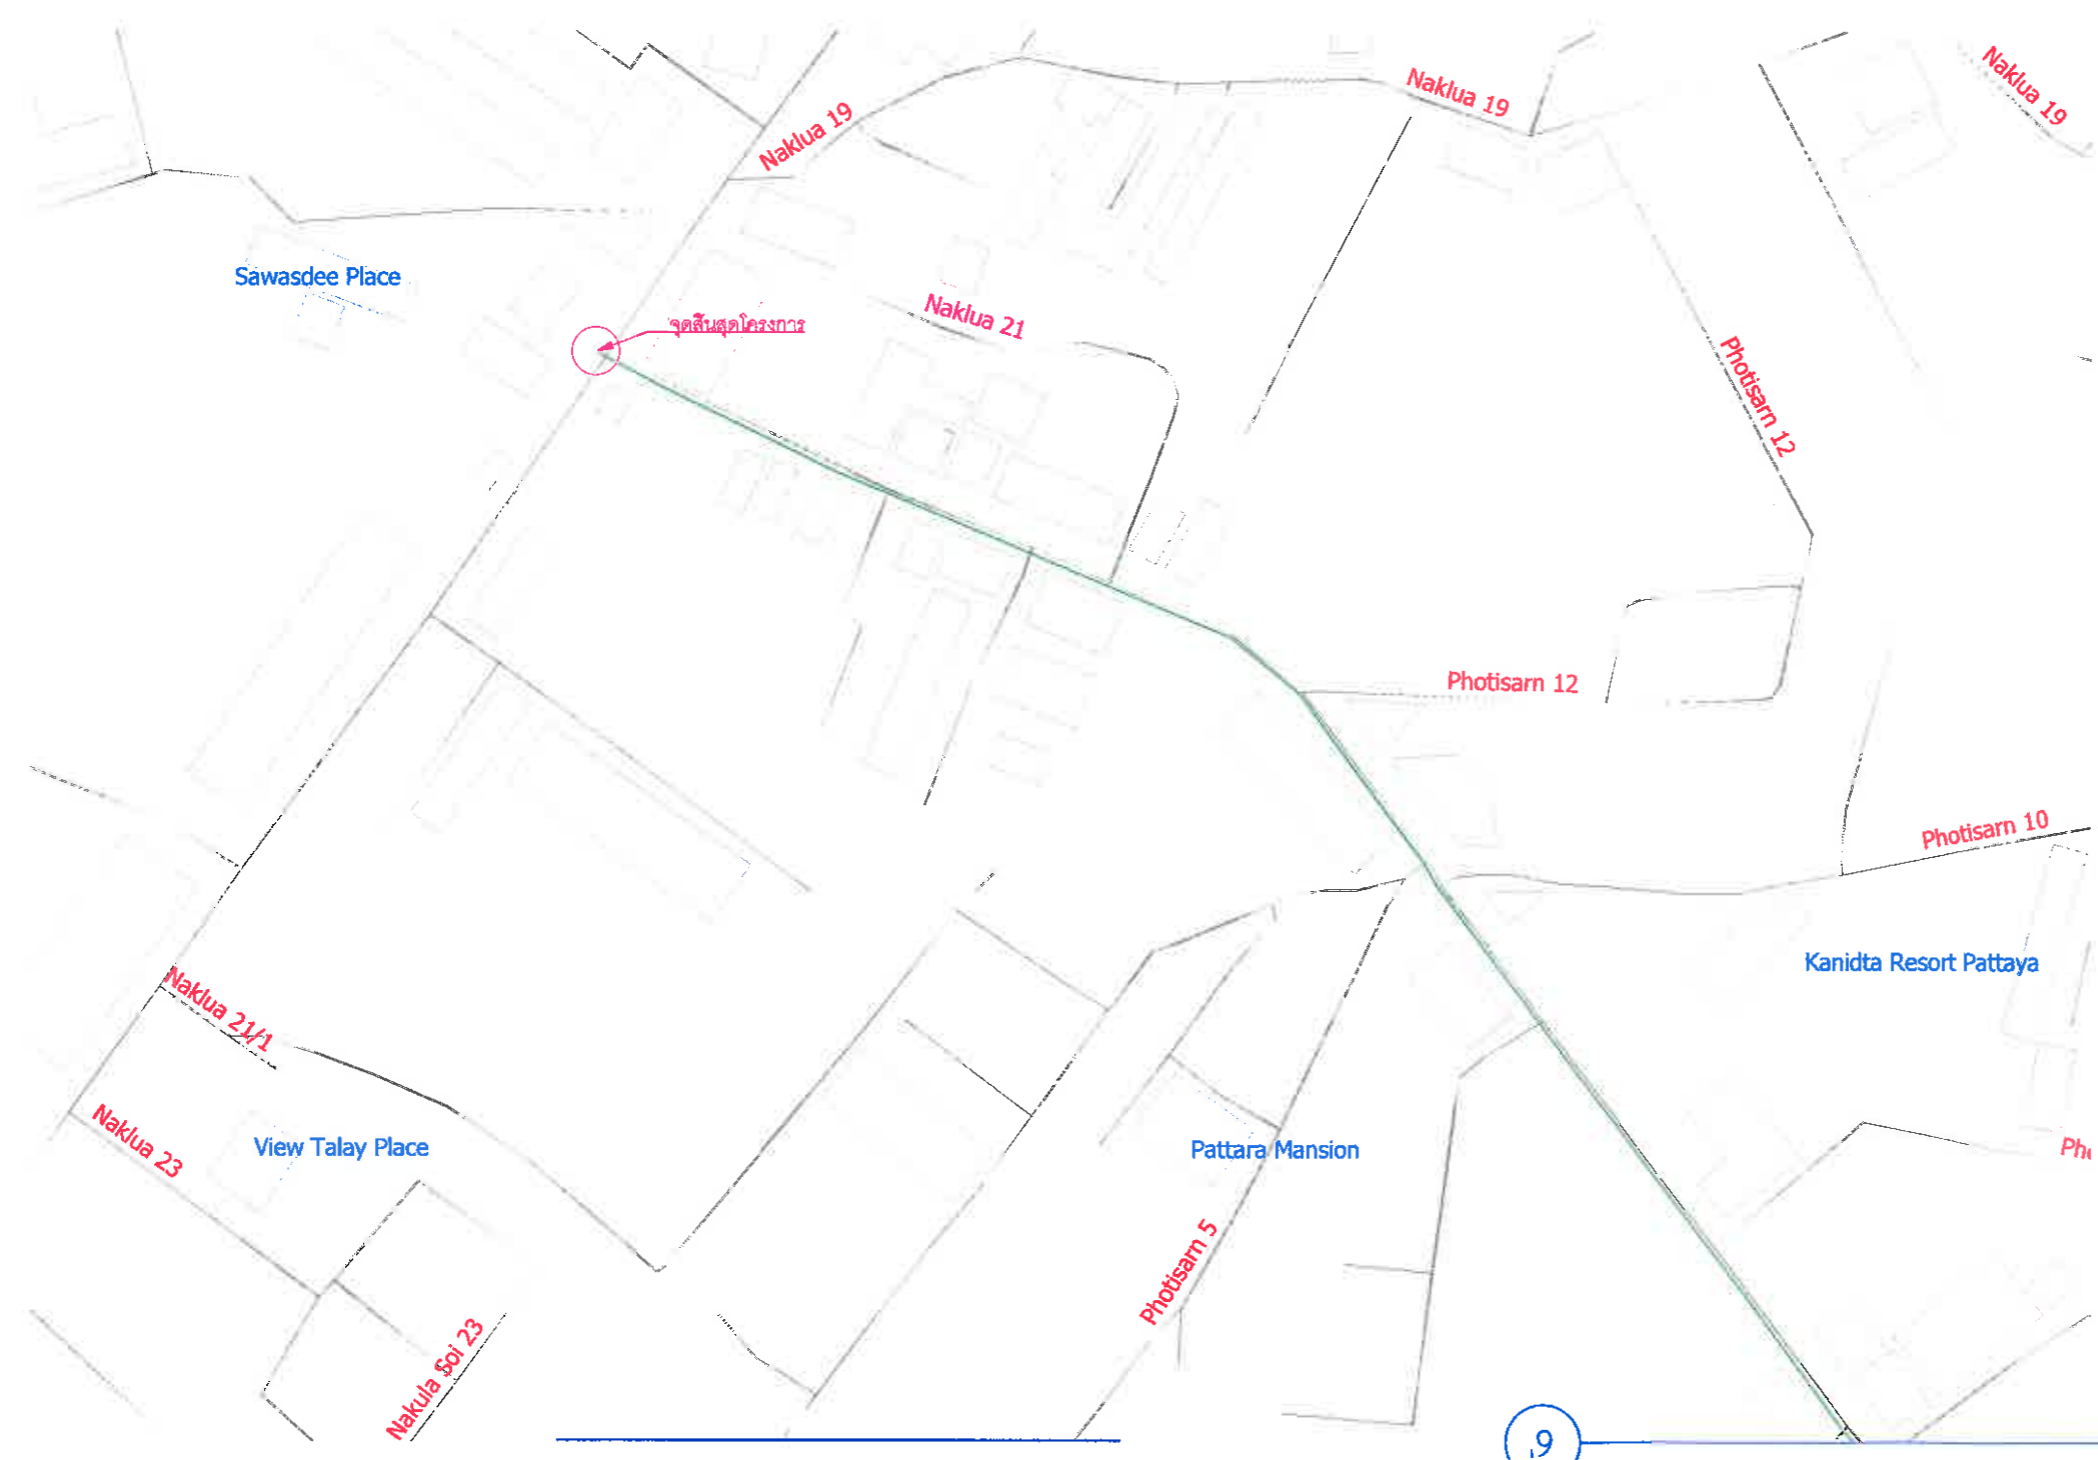 Naklua 19
Naklua 19
Naklua 19
Sawasdee Place
จุดสิ้นสุดโครงการ
Naklua 21
Photisarn 12
Photisarn 12
Photisarn 10
Kanidta Resort Pattaya
Naklua 21/1
Naklua 23
View Talay Place
Pattara Mansion
Pho
Photisarn 5
Nakula Soi 23
9